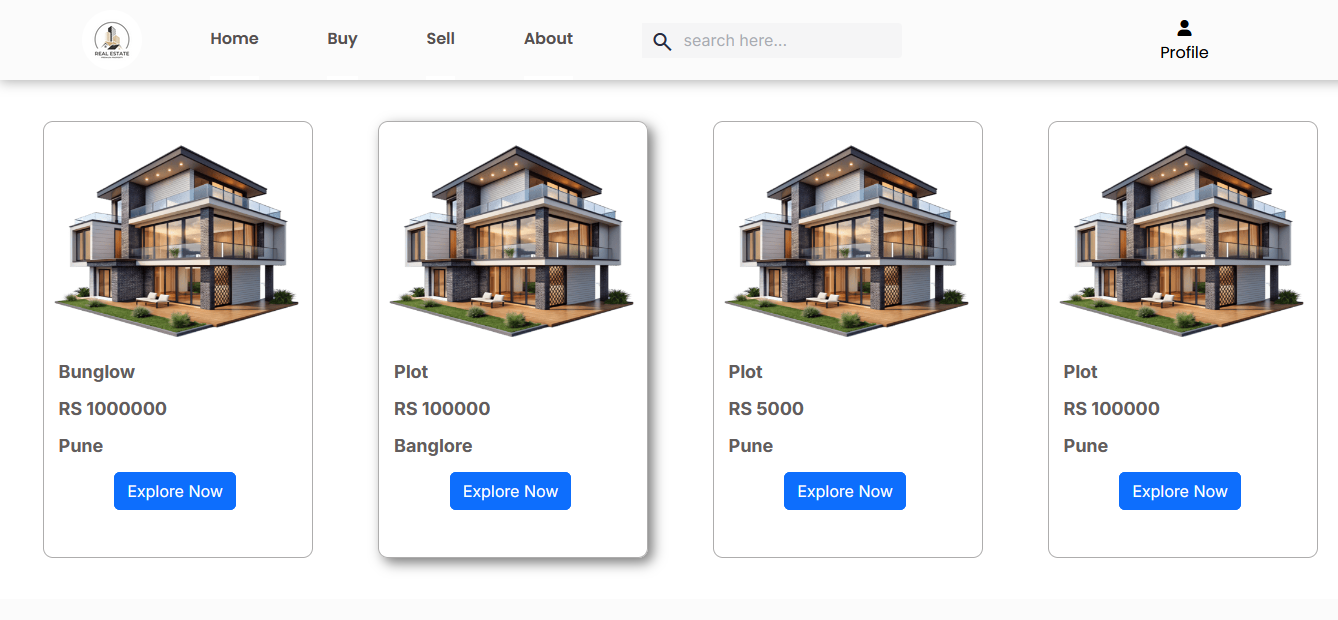 REAL ESTATE
Home
Buy
Sell
About
search here...
Profile
Bunglow
RS 1000000
Pune
Explore Now
Plot
RS 100000
Banglore
Explore Now
Plot
RS 5000
Pune
Explore Now
Plot
RS 100000
Pune
Explore Now